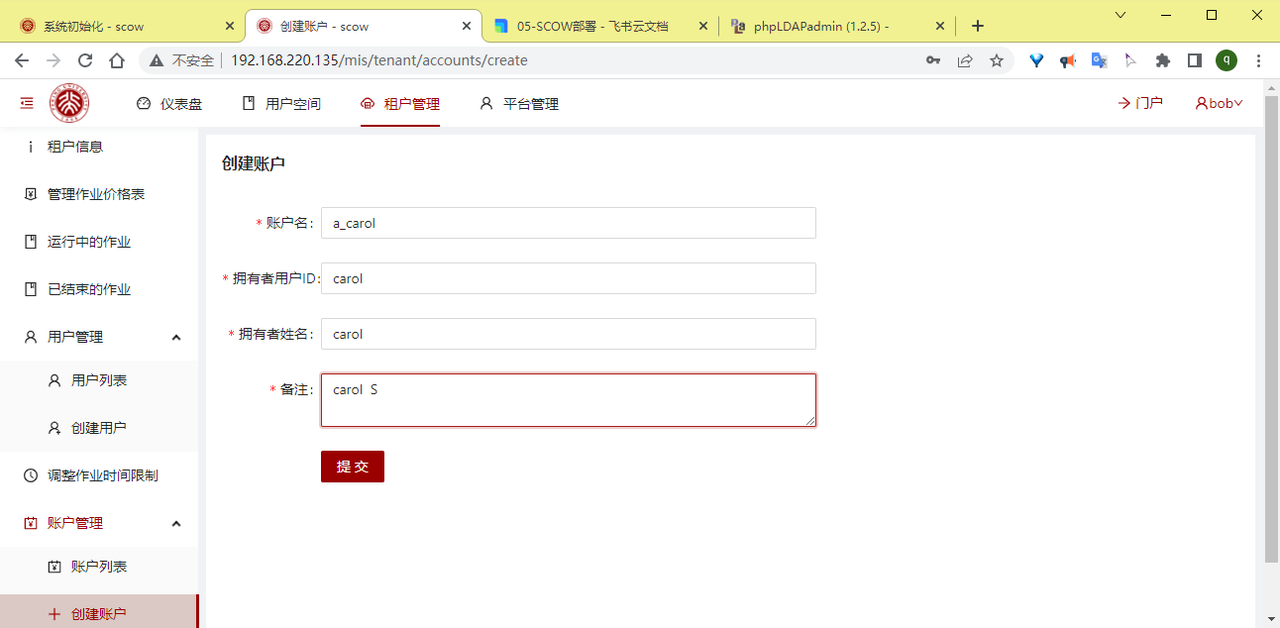 系统初始化 - scow
创建账户 - scow
05-SCOW部署 - 飞书云文档
phpLDAPadmin (1.2.5) -
不安全 192.168.220.135/mis/tenant/accounts/create
q
仪表盘 用户空间 租户管理 平台管理 门户 bob
租户信息
管理作业价格表
运行中的作业
已结束的作业
用户管理
用户列表
创建用户
调整作业时间限制
账户管理
账户列表
创建账户
创建账户
* 账户名: a_carol
* 拥有者用户ID: carol
* 拥有者姓名: carol
* 备注: carol S
提交